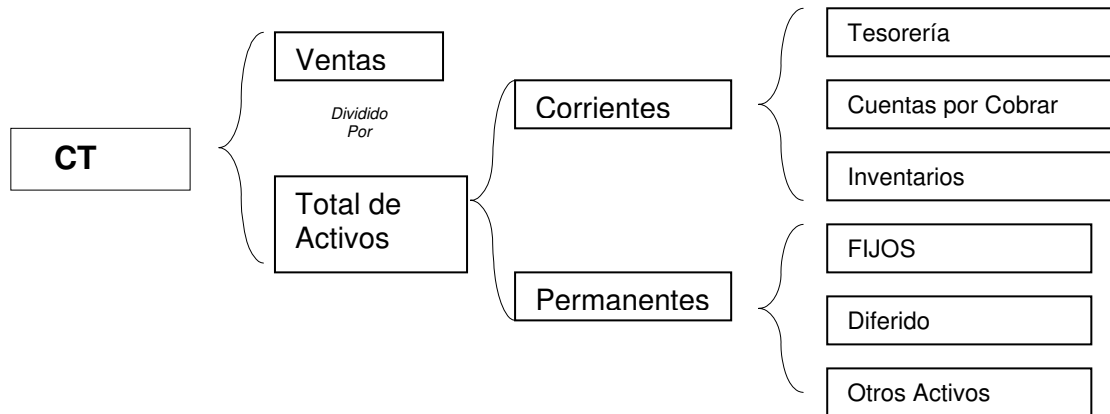 CT
Ventas
Dividido
Por
Total de
Activos
Corrientes
Permanentes
Tesorería
Cuentas por Cobrar
Inventarios
FIJOS
Diferido
Otros Activos